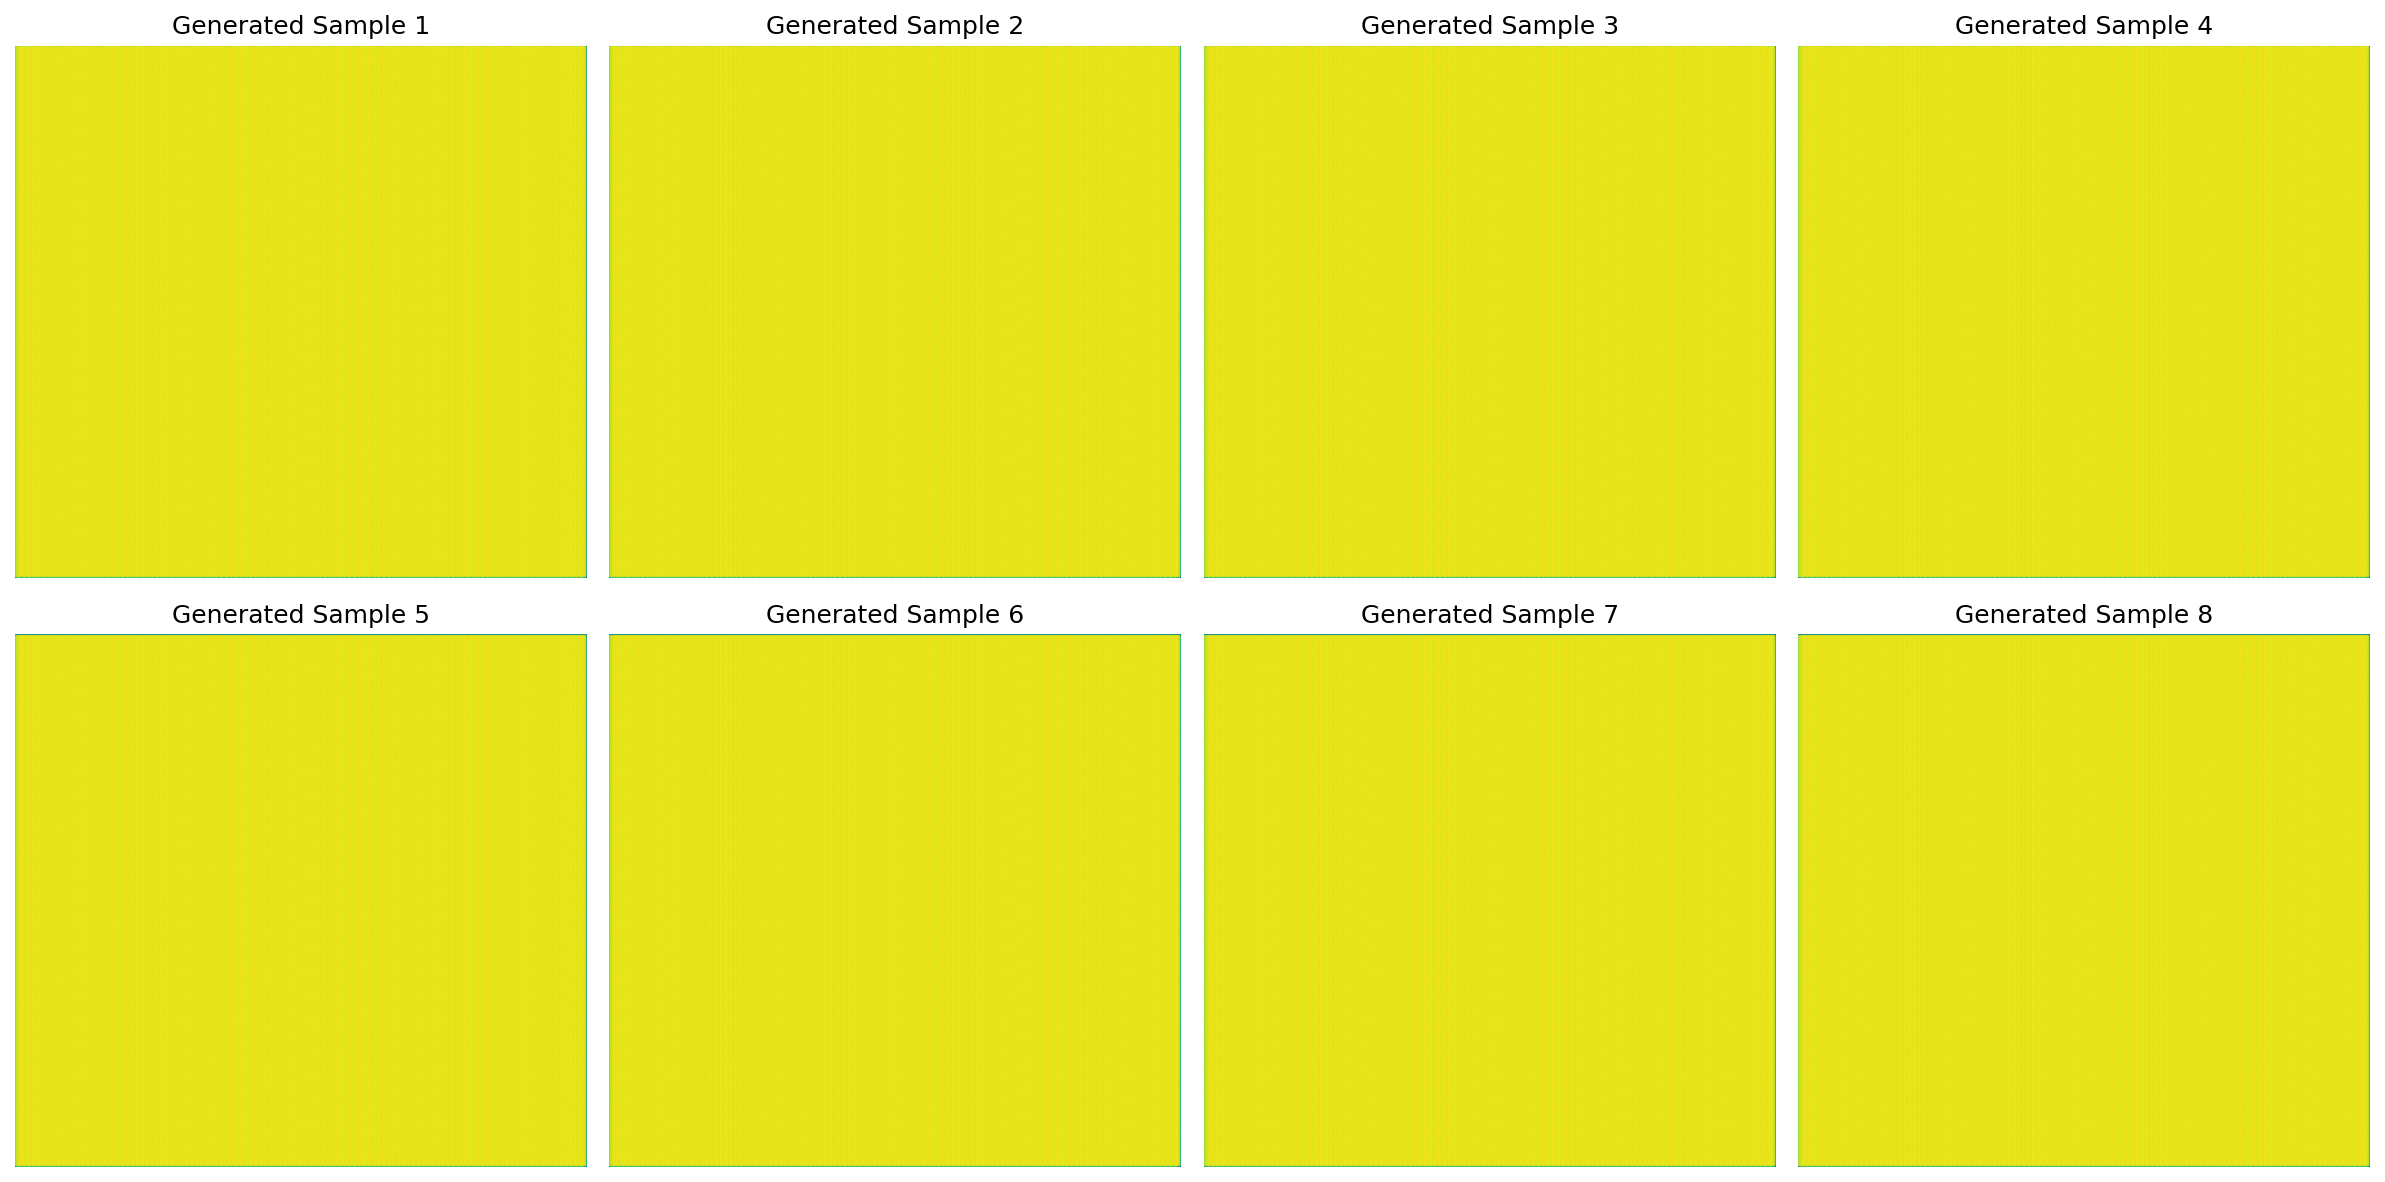 Generated Sample 1
Generated Sample 2
Generated Sample 3
Generated Sample 4
Generated Sample 5
Generated Sample 6
Generated Sample 7
Generated Sample 8